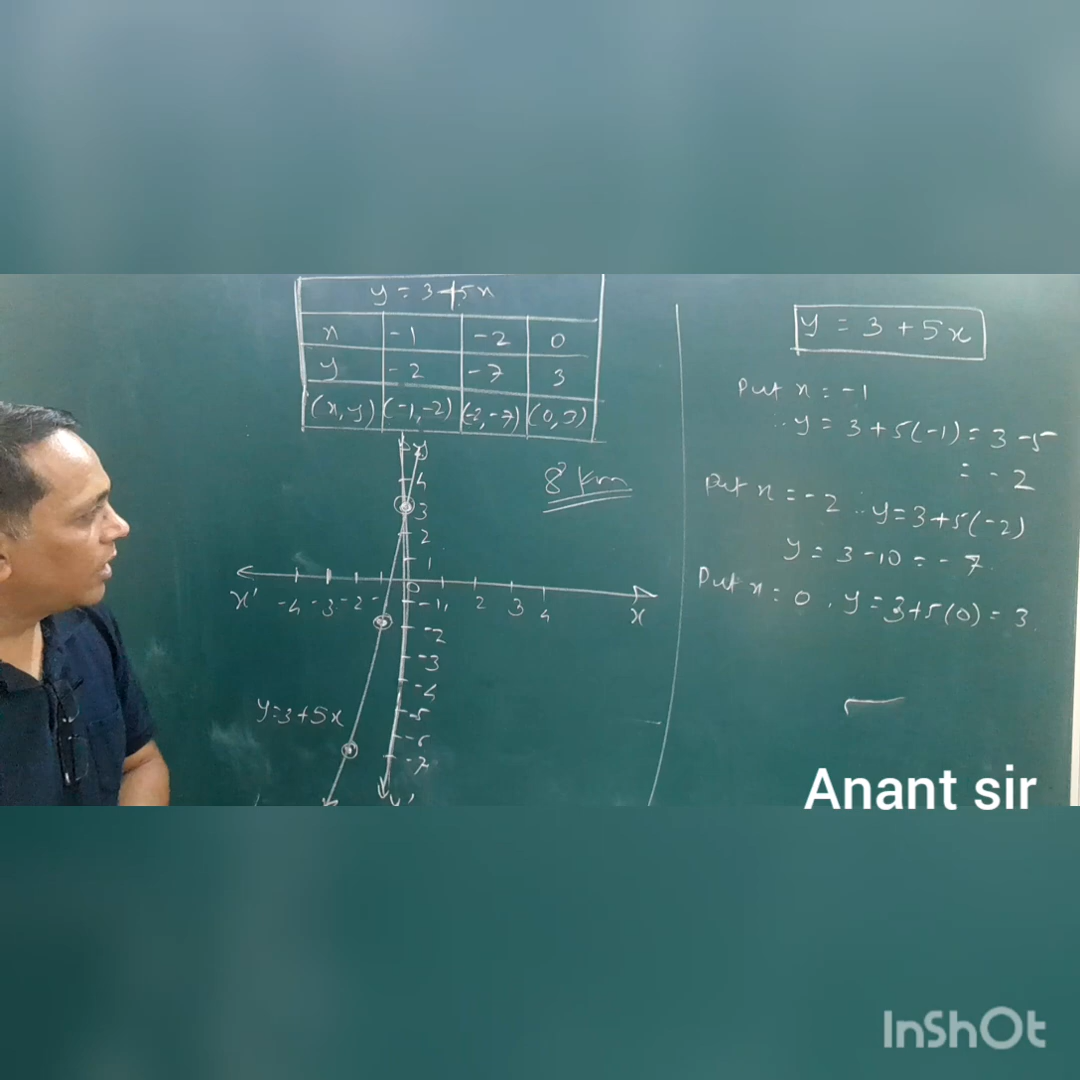 y = 3+5x
x -1 -2 0
y -2 -7 3
(x,y) (-1,-2) (-2,-7) (0,3)
y
4
3
2
1
8 km
x' -4 -3 -2 - 0 1 2 3 4 x
-1
-2
-3
-4
-5
-6
-7
y=3+5x
y'
y = 3 + 5x
Put x = -1
∴ y = 3+5(-1) = 3-5
= -2
Put x = -2 ∴ y=3+5(-2)
y = 3-10 = -7
Put x = 0, y=3+5(0) = 3.
Anant sir
InShOt